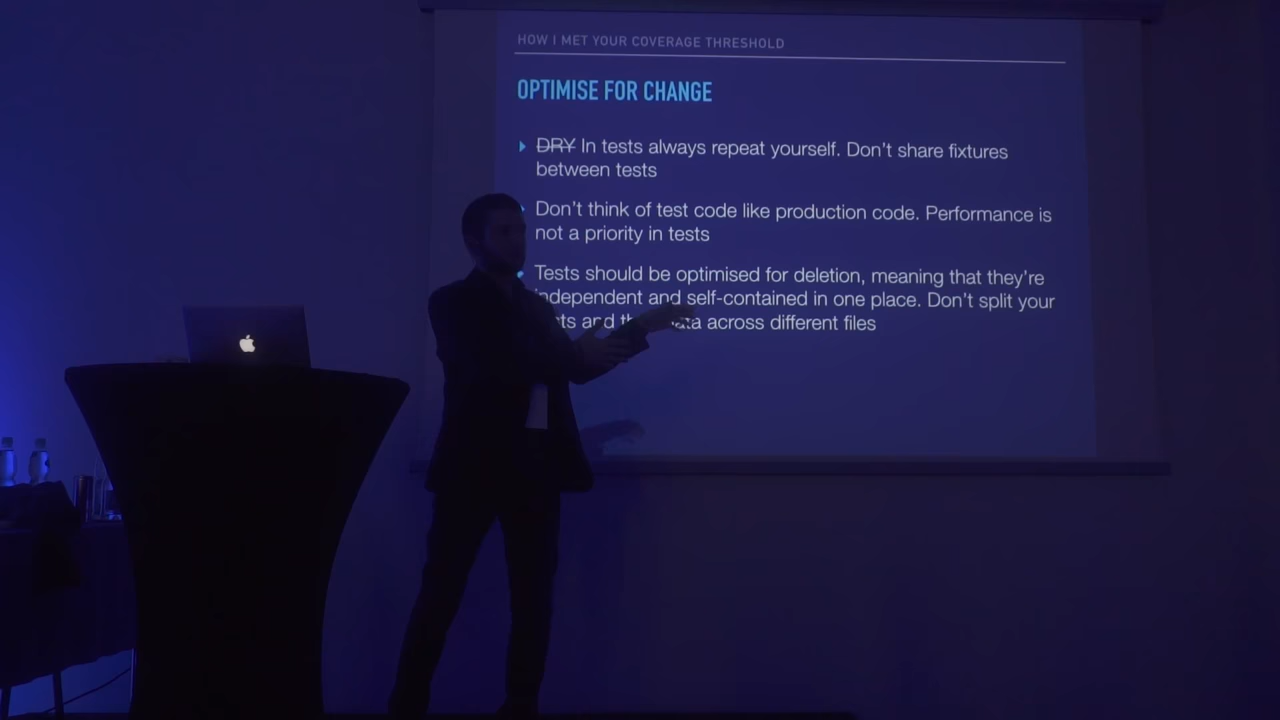 HOW I MET YOUR COVERAGE THRESHOLD
OPTIMISE FOR CHANGE
DRY In tests always repeat yourself. Don't share fixtures
between tests
Don't think of test code like production code. Performance is
not a priority in tests
Tests should be optimised for deletion, meaning that they're
independent and self-contained in one place. Don't split your
across different files